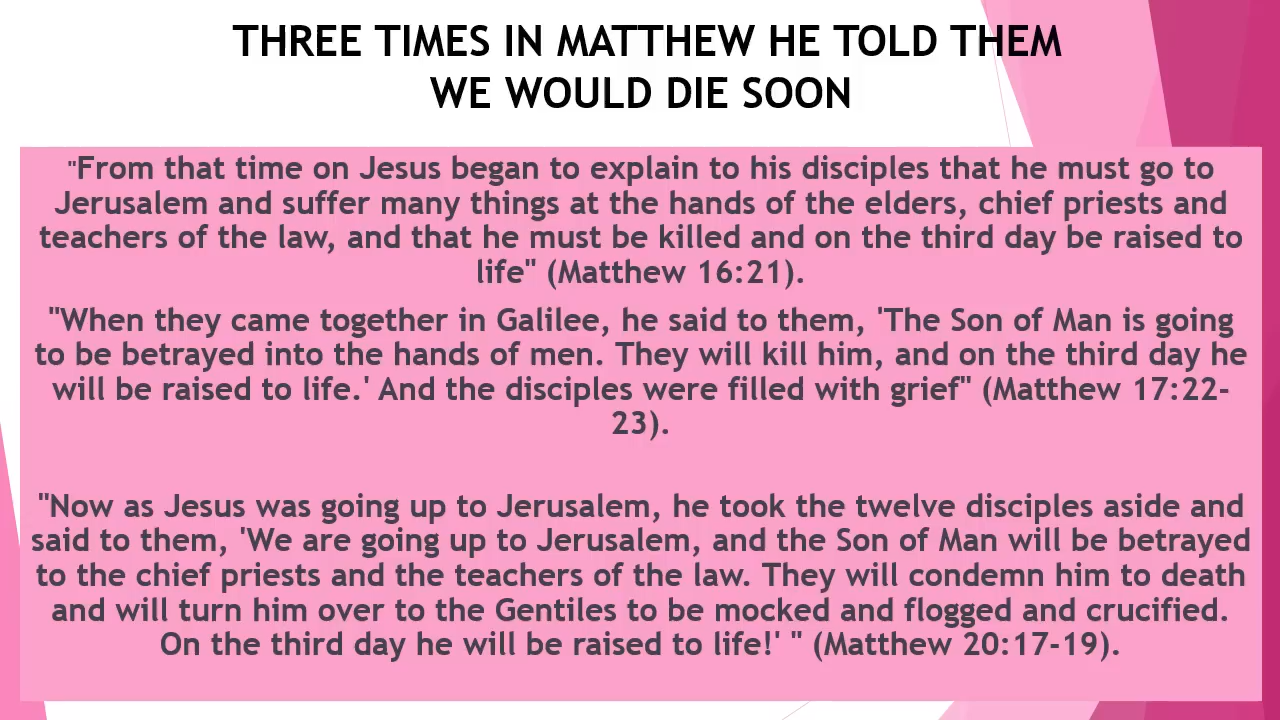 THREE TIMES IN MATTHEW HE TOLD THEM
WE WOULD DIE SOON
"From that time on Jesus began to explain to his disciples that he must go to
Jerusalem and suffer many things at the hands of the elders, chief priests and
teachers of the law, and that he must be killed and on the third day be raised to
life" (Matthew 16:21).
"When they came together in Galilee, he said to them, 'The Son of Man is going
to be betrayed into the hands of men. They will kill him, and on the third day he
will be raised to life.' And the disciples were filled with grief" (Matthew 17:22-
23).
"Now as Jesus was going up to Jerusalem, he took the twelve disciples aside and
said to them, 'We are going up to Jerusalem, and the Son of Man will be betrayed
to the chief priests and the teachers of the law. They will condemn him to death
and will turn him over to the Gentiles to be mocked and flogged and crucified.
On the third day he will be raised to life!' " (Matthew 20:17-19).